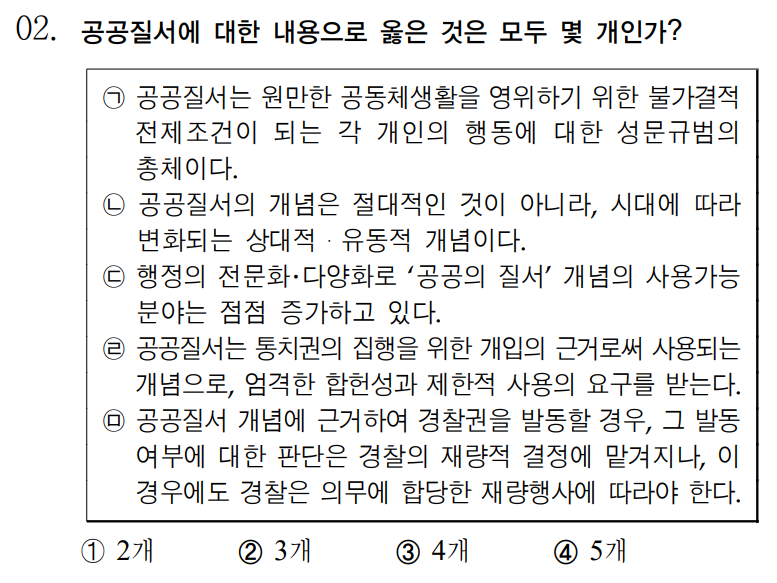 02. 공공질서에 대한 내용으로 옳은 것은 모두 몇 개인가?
㉠ 공공질서는 원만한 공동체생활을 영위하기 위한 불가결적
전제조건이 되는 각 개인의 행동에 대한 성문규범의
총체이다.
㉡ 공공질서의 개념은 절대적인 것이 아니라, 시대에 따라
변화되는 상대적 · 유동적 개념이다.
㉢ 행정의 전문화·다양화로 ‘공공의 질서’ 개념의 사용가능
분야는 점점 증가하고 있다.
㉣ 공공질서는 통치권의 집행을 위한 개입의 근거로써 사용되는
개념으로, 엄격한 합헌성과 제한적 사용의 요구를 받는다.
㉤ 공공질서 개념에 근거하여 경찰권을 발동할 경우, 그 발동
여부에 대한 판단은 경찰의 재량적 결정에 맡겨지나, 이
경우에도 경찰은 의무에 합당한 재량행사에 따라야 한다.
① 2개 ② 3개 ③ 4개 ④ 5개